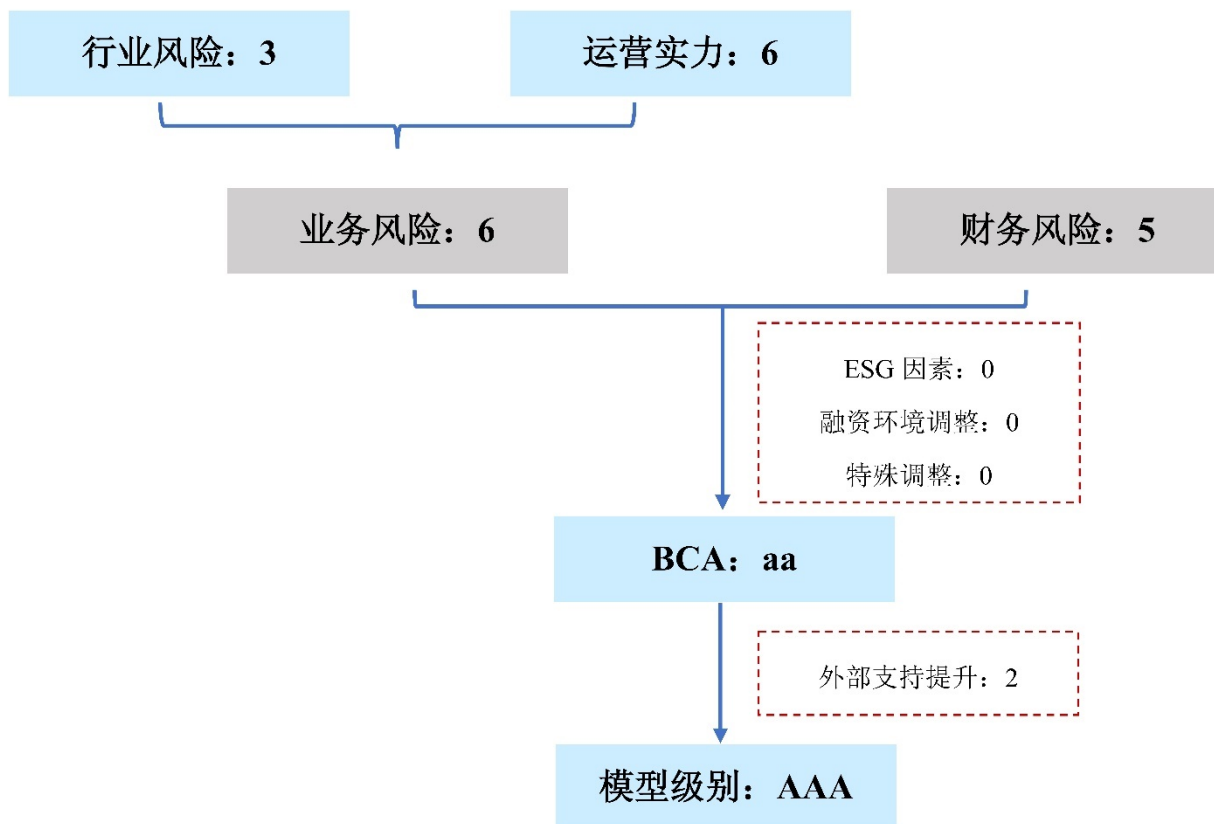 行业风险：3
运营实力：6
业务风险：6
财务风险：5
ESG 因素：0
融资环境调整：0
特殊调整：0
BCA：aa
外部支持提升：2
模型级别：AAA